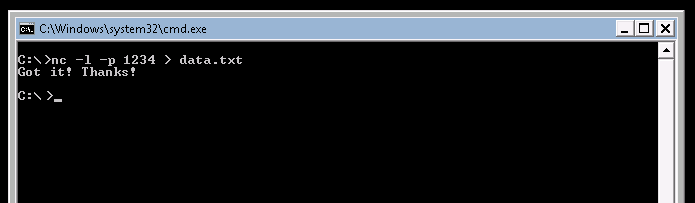 C:\Windows\system32\cmd.exe
C:\>nc -l -p 1234 > data.txt
Got it! Thanks!
C:\>_